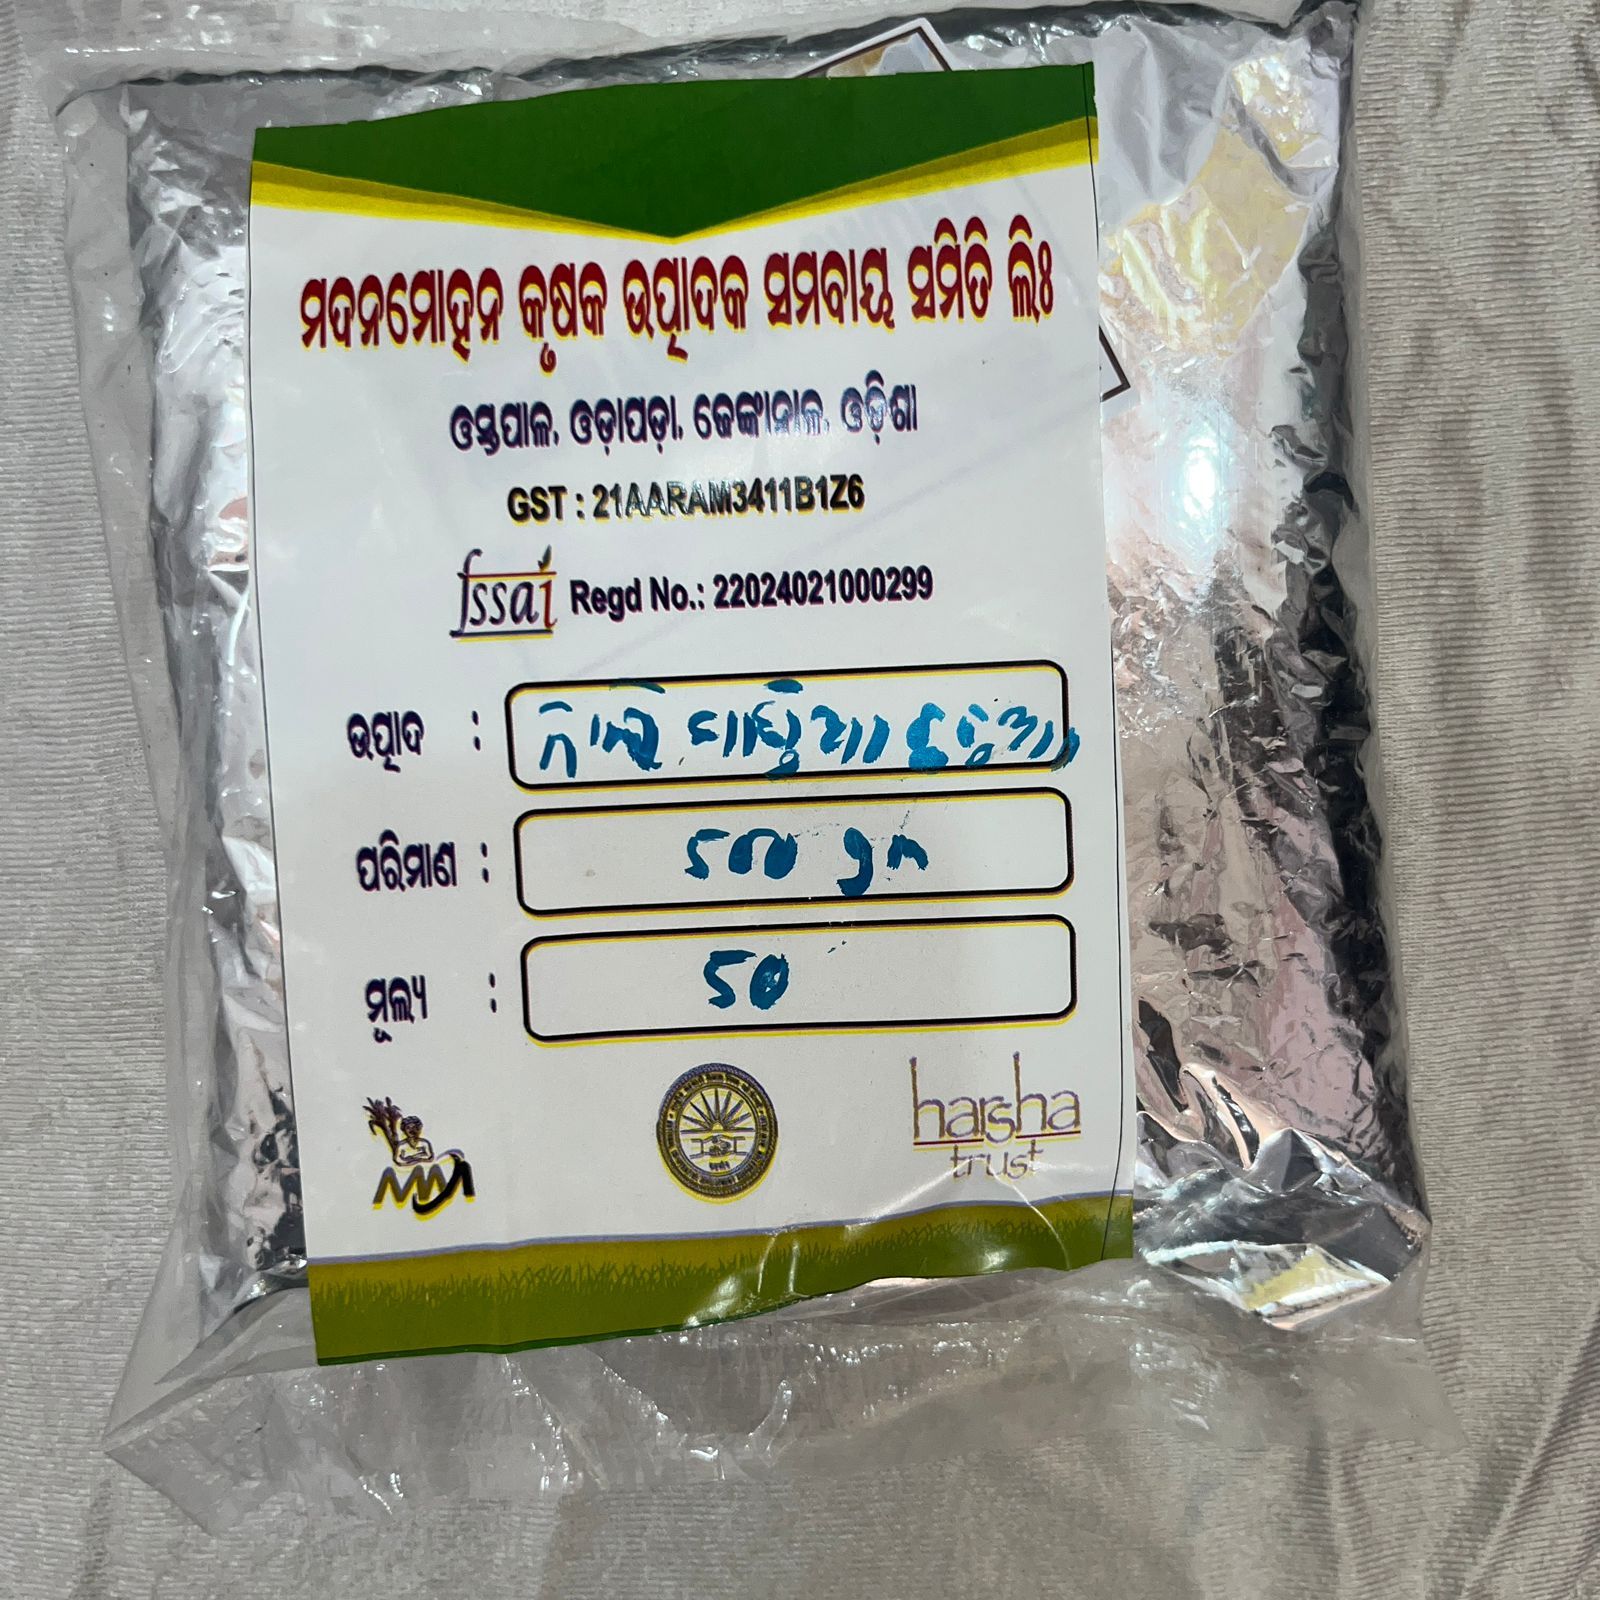 ମଦନମୋହନ କୃଷକ ଉତ୍ପାଦକ ସମବାୟ ସମିତି ଲିଃ
ଓସ୍ତପାଳ, ଓଡ଼ାପଡ଼ା, ଢେଙ୍କାନାଳ, ଓଡ଼ିଶା
GST : 21AARAM3411B1Z6
fssai Regd No.: 22024021000299
ଉତ୍ପାଦ :
ପରିମାଣ : 500 gm
ମୂଲ୍ୟ : 50
harsha
trust